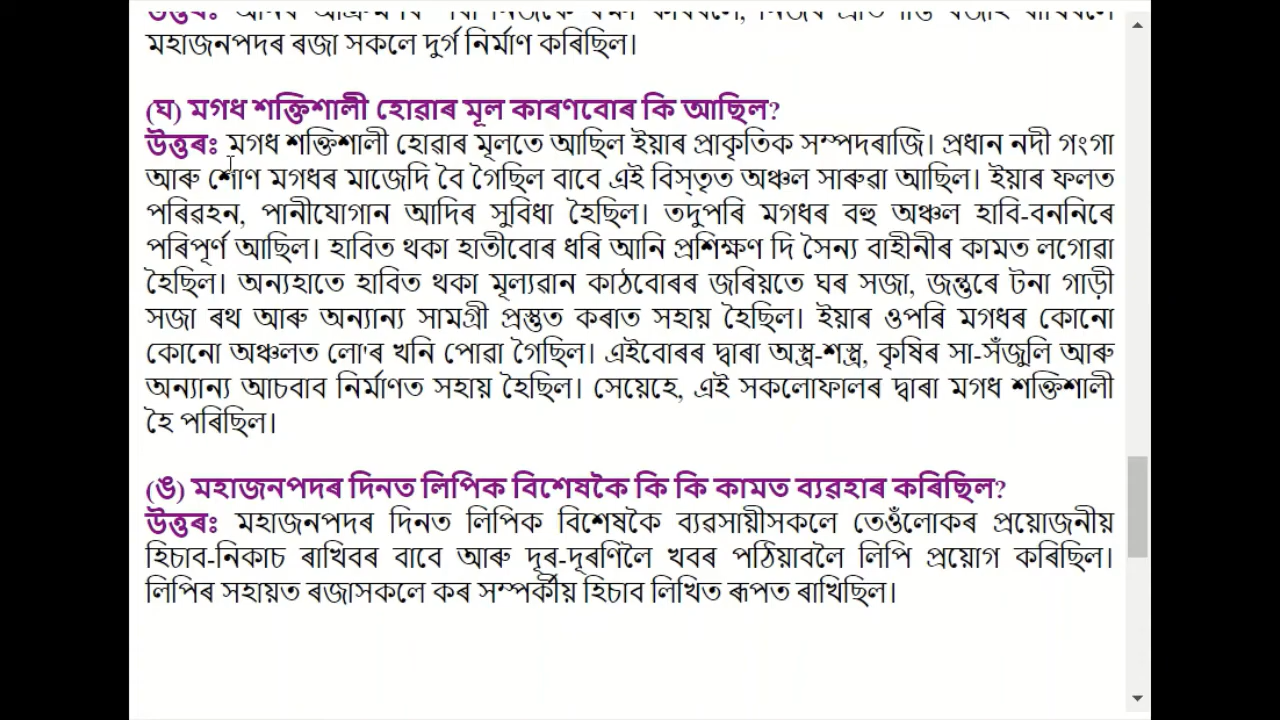 মহাজনপদৰ ৰজা সকলে দুৰ্গ নিৰ্মাণ কৰিছিল।
(ঘ) মগধ শক্তিশালী হোৱাৰ মূল কাৰণবোৰ কি আছিল?
উত্তৰঃ মগধ শক্তিশালী হোৱাৰ মূলতে আছিল ইয়াৰ প্ৰাকৃতিক সম্পদৰাজি। প্ৰধান নদী গংগা
আৰু শোণ মগধৰ মাজেদি বৈ গৈছিল বাবে এই বিস্তৃত অঞ্চল সাৰুৱা আছিল। ইয়াৰ ফলত
পৰিৱহন, পানীযোগান আদিৰ সুবিধা হৈছিল। তদুপৰি মগধৰ বহু অঞ্চল হাবি-বননিৰে
পৰিপূৰ্ণ আছিল। হাবিত থকা হাতীবোৰ ধৰি আনি প্ৰশিক্ষণ দি সৈন্য বাহীনীৰ কামত লগোৱা
হৈছিল। অন্যহাতে হাবিত থকা মূল্যৱান কাঠবোৰৰ জৰিয়তে ঘৰ সজা, জন্তুৰে টনা গাড়ী
সজা ৰথ আৰু অন্যান্য সামগ্ৰী প্ৰস্তুত কৰাত সহায় হৈছিল। ইয়াৰ ওপৰি মগধৰ কোনো
কোনো অঞ্চলত লো'ৰ খনি পোৱা গৈছিল। এইবোৰৰ দ্বাৰা অস্ত্ৰ-শস্ত্ৰ, কৃষিৰ সা-সঁজুলি আৰু
অন্যান্য আচবাব নিৰ্মাণত সহায় হৈছিল। সেয়েহে, এই সকলোফালৰ দ্বাৰা মগধ শক্তিশালী
হৈ পৰিছিল।
(ঙ) মহাজনপদৰ দিনত লিপিক বিশেষকৈ কি কি কামত ব্যৱহাৰ কৰিছিল?
উত্তৰঃ মহাজনপদৰ দিনত লিপিক বিশেষকৈ ব্যৱসায়ীসকলে তেওঁলোকৰ প্ৰয়োজনীয়
হিচাব-নিকাচ ৰাখিবৰ বাবে আৰু দূৰ-দূৰণিলৈ খবৰ পঠিয়াবলৈ লিপি প্ৰয়োগ কৰিছিল।
লিপিৰ সহায়ত ৰজাসকলে কৰ সম্পৰ্কীয় হিচাব লিখিত ৰূপত ৰাখিছিল।